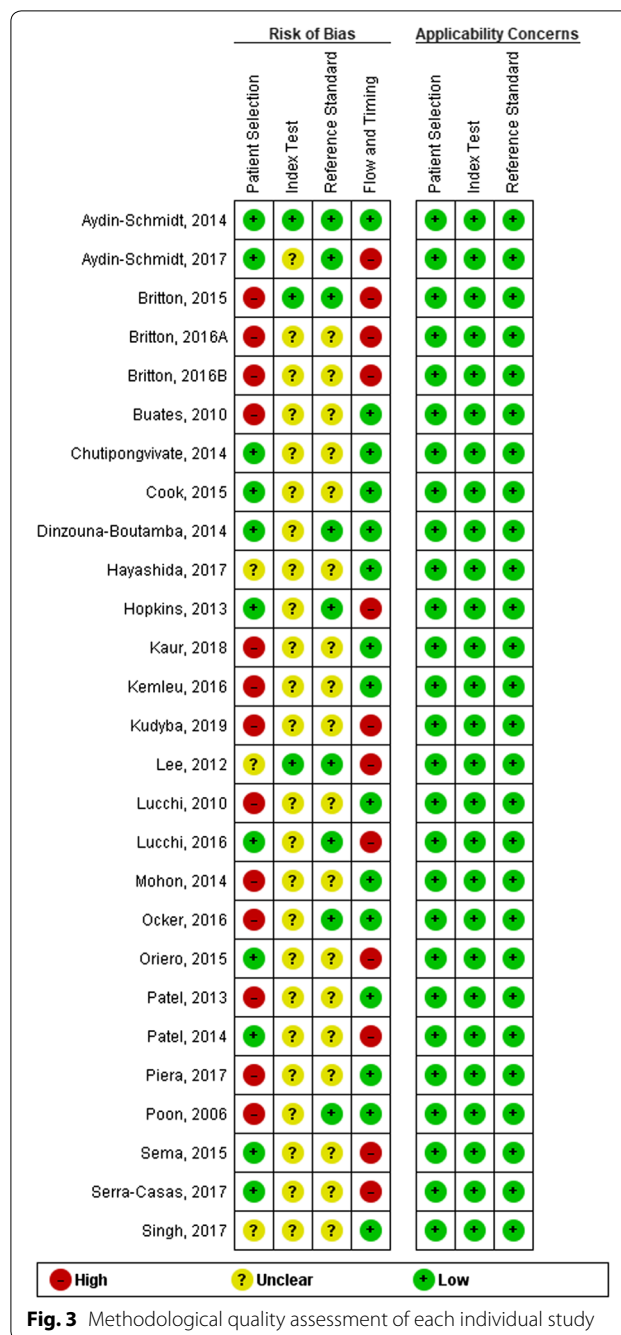 Risk of Bias Applicability Concerns
Patient Selection Index Test Reference Standard Flow and Timing Patient Selection Index Test Reference Standard
Aydin-Schmidt, 2014 + + + + + + +
Aydin-Schmidt, 2017 + ? + - + + +
Britton, 2015 - + + - + + +
Britton, 2016A - ? ? - + + +
Britton, 2016B - ? ? - + + +
Buates, 2010 - ? ? + + + +
Chutipongvivate, 2014 + ? ? + + + +
Cook, 2015 + ? ? + + + +
Dinzouna-Boutamba, 2014 + ? + + + + +
Hayashida, 2017 ? ? ? + + + +
Hopkins, 2013 + ? + - + + +
Kaur, 2018 - ? ? + + + +
Kemleu, 2016 - ? ? + + + +
Kudyba, 2019 - ? ? - + + +
Lee, 2012 ? + + - + + +
Lucchi, 2010 - ? ? + + + +
Lucchi, 2016 + ? + - + + +
Mohon, 2014 - ? ? + + + +
Ocker, 2016 - ? + + + + +
Oriero, 2015 + ? ? - + + +
Patel, 2013 - ? ? + + + +
Patel, 2014 + ? ? - + + +
Piera, 2017 - ? ? + + + +
Poon, 2006 - ? + + + + +
Sema, 2015 + ? ? - + + +
Serra-Casas, 2017 + ? ? - + + +
Singh, 2017 ? ? ? + + + +
- High ? Unclear + Low
Fig. 3 Methodological quality assessment of each individual study